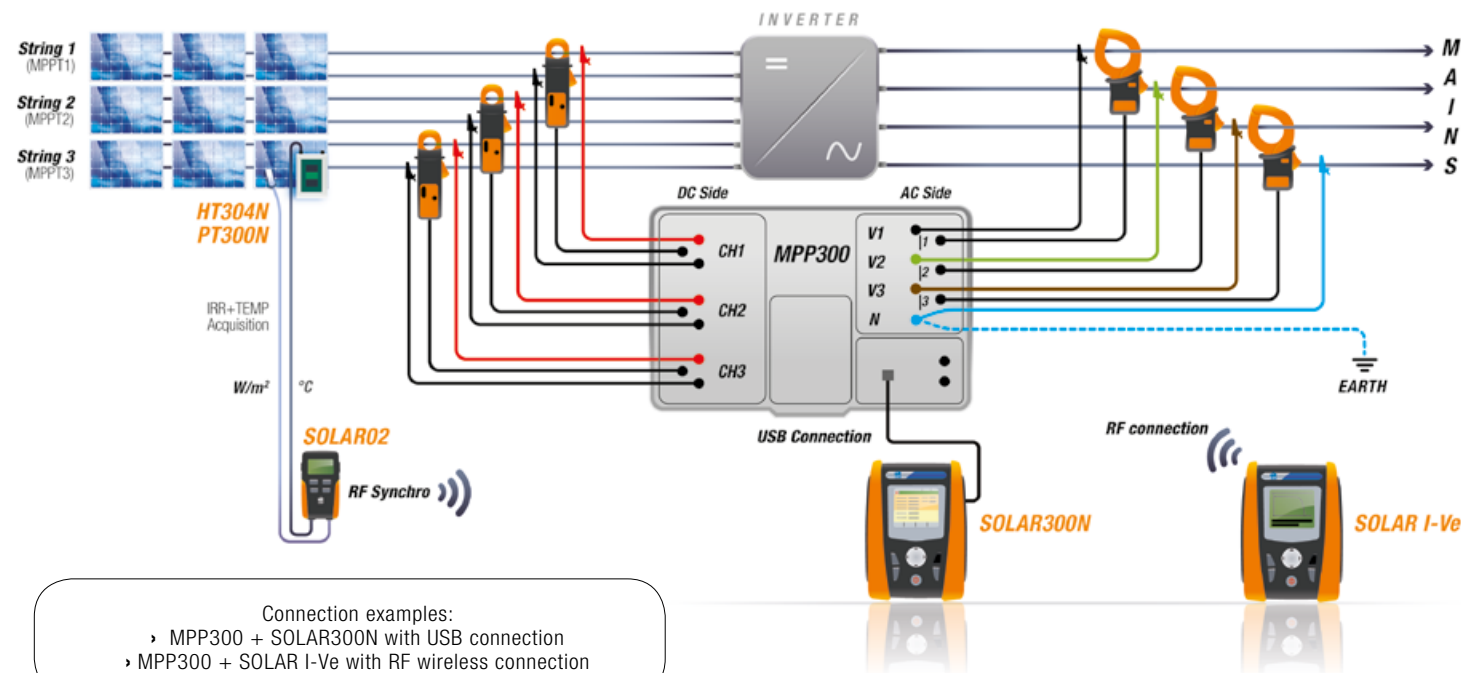 INVERTER
String 1
(MPPT1)
String 2
(MPPT2)
String 3
(MPPT3)
M
A
I
N
S
HT304N
PT300N
IRR+TEMP
Acquisition
W/m²
°C
SOLAR02
RF Synchro
DC Side
AC Side
MPP300
CH1
CH2
CH3
V1
I1
V2
I2
V3
I3
N
EARTH
USB Connection
RF connection
SOLAR300N
SOLAR I-Ve
Connection examples:
› MPP300 + SOLAR300N with USB connection
› MPP300 + SOLAR I-Ve with RF wireless connection